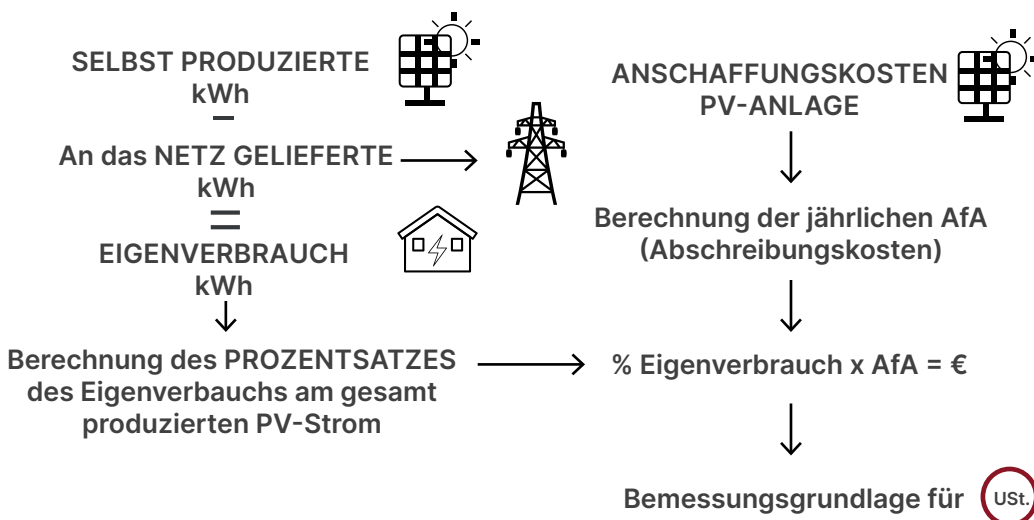 SELBST PRODUZIERTE
kWh
–
An das NETZ GELIEFERTE
kWh
=
EIGENVERBRAUCH
kWh
Berechnung des PROZENTSATZES
des Eigenverbauchs am gesamt
produzierten PV-Strom
ANSCHAFFUNGSKOSTEN
PV-ANLAGE
Berechnung der jährlichen AfA
(Abschreibungskosten)
% Eigenverbrauch x AfA = €
Bemessungsgrundlage für USt.